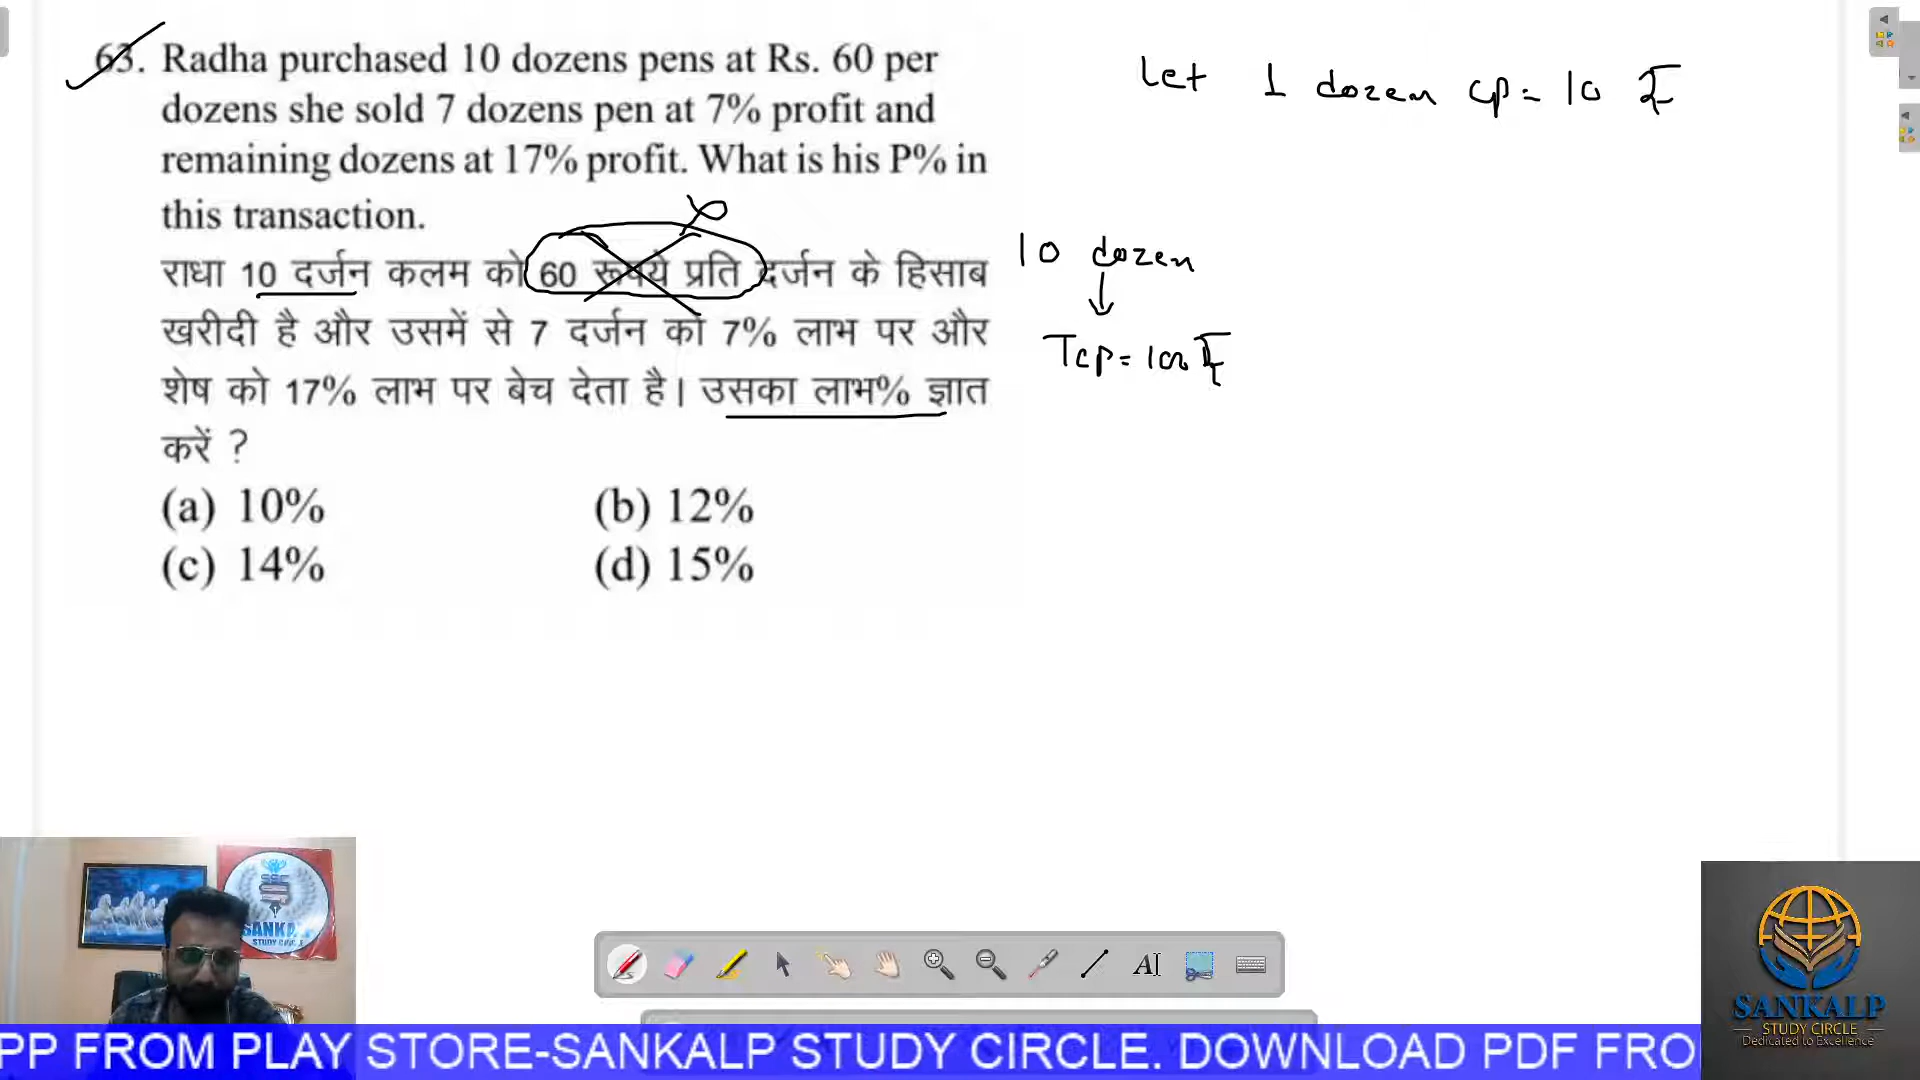 63. Radha purchased 10 dozens pens at Rs. 60 per
dozens she sold 7 dozens pen at 7% profit and
remaining dozens at 17% profit. What is his P% in
this transaction.
राधा 10 दर्जन कलम को 60 रूपये प्रति दर्जन के हिसाब
खरीदी है और उसमें से 7 दर्जन को 7% लाभ पर और
शेष को 17% लाभ पर बेच देता है। उसका लाभ% ज्ञात
करें ?
(a) 10%
(b) 12%
(c) 14%
(d) 15%
Let 1 dozen CP = 10 ₹
10 dozen
TCP = 100 ₹
SSC
SANKA
STUDY CIRCLE
SANKALP
STUDY CIRCLE
Dedicated to Excellence
PP FROM PLAY STORE-SANKALP STUDY CIRCLE. DOWNLOAD PDF FRO